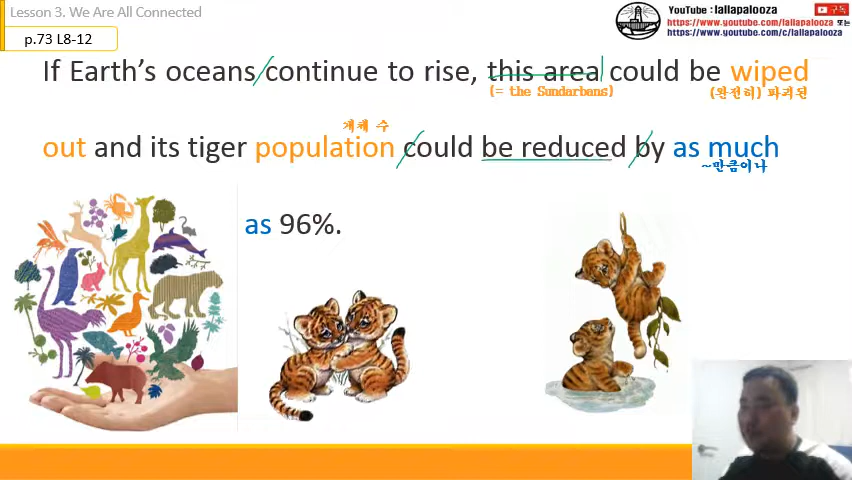 Lesson 3. We Are All Connected
YouTube : lallapalooza 구독
https://www.youtube.com/lallapalooza 또는
https://www.youtube.com/c/lallapalooza
p.73 L8-12
If Earth's oceans continue to rise, this area could be wiped
(= the Sundarbans) (완전히) 파괴된
개체 수
out and its tiger population could be reduced by as much
~만큼이나
as 96%.